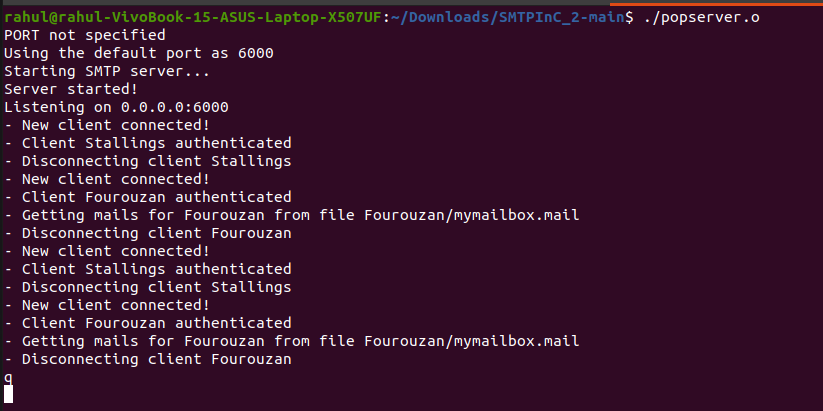 rahul@rahul-VivoBook-15-ASUS-Laptop-X507UF:~/Downloads/SMTPInC_2-main$ ./popserver.o
PORT not specified
Using the default port as 6000
Starting SMTP server...
Server started!
Listening on 0.0.0.0:6000
- New client connected!
- Client Stallings authenticated
- Disconnecting client Stallings
- New client connected!
- Client Fourouzan authenticated
- Getting mails for Fourouzan from file Fourouzan/mymailbox.mail
- Disconnecting client Fourouzan
- New client connected!
- Client Stallings authenticated
- Disconnecting client Stallings
- New client connected!
- Client Fourouzan authenticated
- Getting mails for Fourouzan from file Fourouzan/mymailbox.mail
- Disconnecting client Fourouzan
q